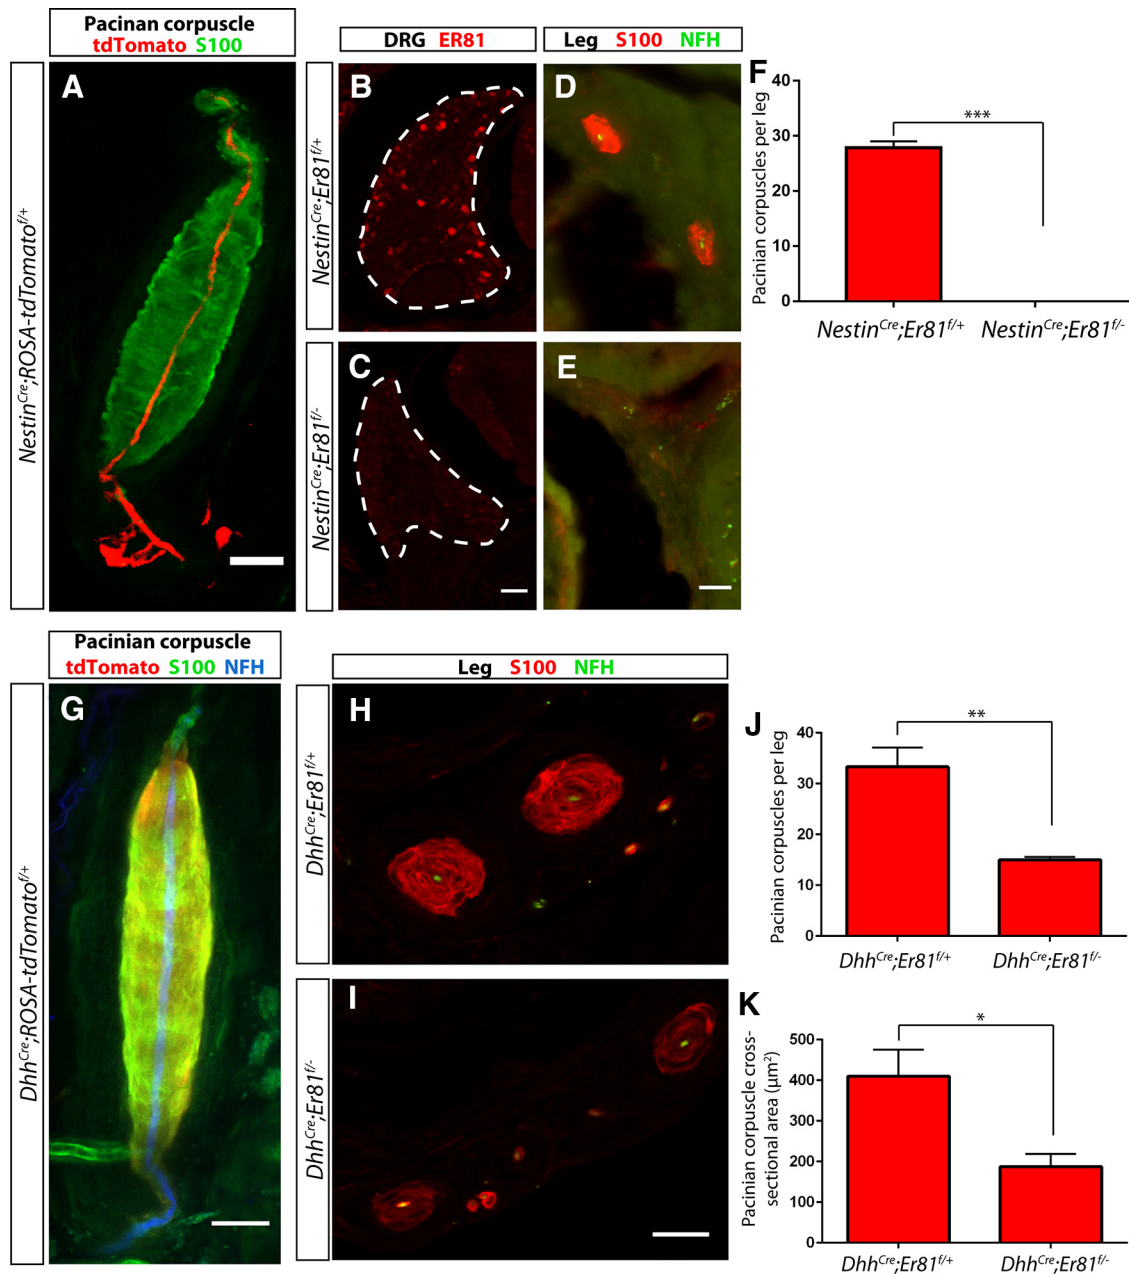 Pacinan corpuscle
tdTomato S100
A
Nestin^Cre;ROSA-tdTomato^f/+
DRG ER81
Leg S100 NFH
Nestin^Cre;Er81^f/+
B
D
Nestin^Cre;Er81^f/-
C
E
F
Pacinian corpuscles per leg
40
30
20
10
0
***
Nestin^Cre;Er81^f/+ Nestin^Cre;Er81^f/-
Pacinian corpuscle
tdTomato S100 NFH
G
Dhh^Cre;ROSA-tdTomato^f/+
Leg S100 NFH
Dhh^Cre;Er81^f/+
H
Dhh^Cre;Er81^f/-
I
J
Pacinian corpuscles per leg
40
30
20
10
0
**
Dhh^Cre;Er81^f/+ Dhh^Cre;Er81^f/-
K
Pacinian corpuscle cross-
sectional area (μm²)
500
400
300
200
100
0
*
Dhh^Cre;Er81^f/+ Dhh^Cre;Er81^f/-